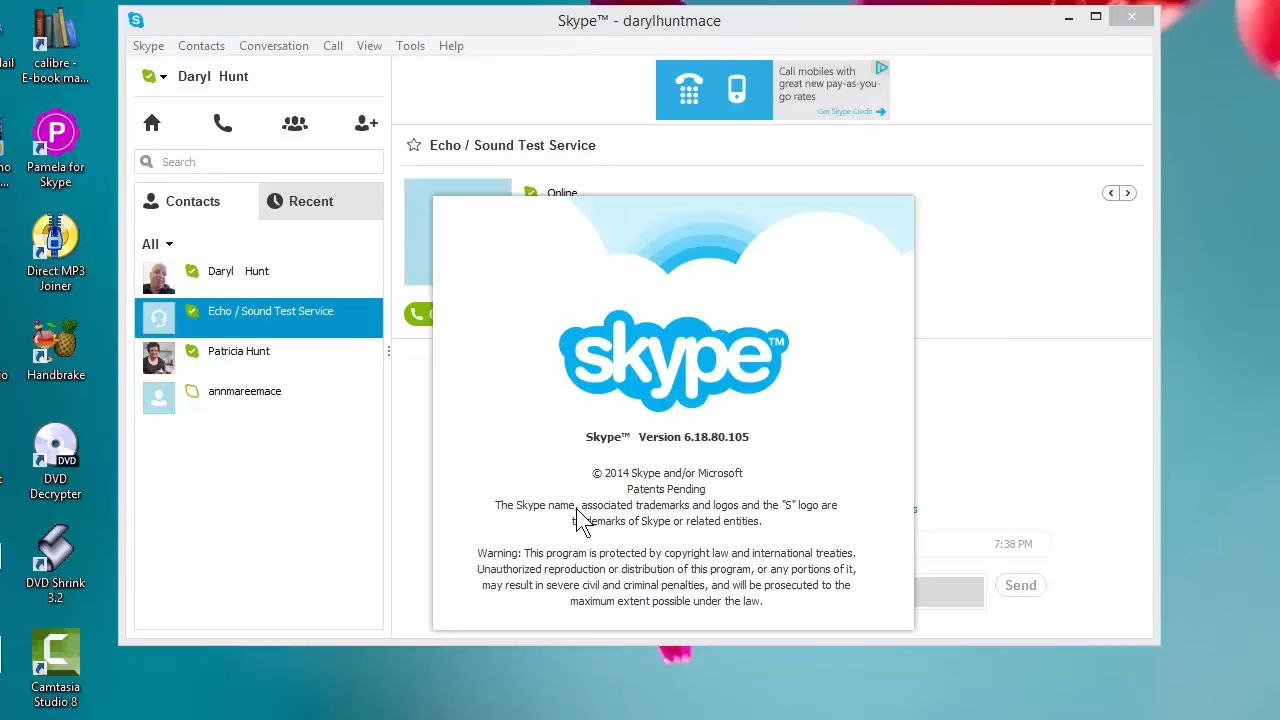 calibre -
E-book ma...
Pamela for
Skype
Direct MP3
Joiner
Handbrake
DVD
DVD
Decrypter
DVD Shrink
3.2
Camtasia
Studio 8
Skype™ - darylhuntmace
Skype Contacts Conversation Call View Tools Help
Daryl Hunt
Search
Contacts
Recent
All
Daryl Hunt
Echo / Sound Test Service
Patricia Hunt
annmareemace
Call mobiles with
great new pay-as-you-
go rates
Get Skype Credit
Echo / Sound Test Service
Online
skype™
Skype™ Version 6.18.80.105
© 2014 Skype and/or Microsoft
Patents Pending
The Skype name, associated trademarks and logos and the "S" logo are
trademarks of Skype or related entities.
Warning: This program is protected by copyright law and international treaties.
Unauthorized reproduction or distribution of this program, or any portions of it,
may result in severe civil and criminal penalties, and will be prosecuted to the
maximum extent possible under the law.
7:38 PM
Send